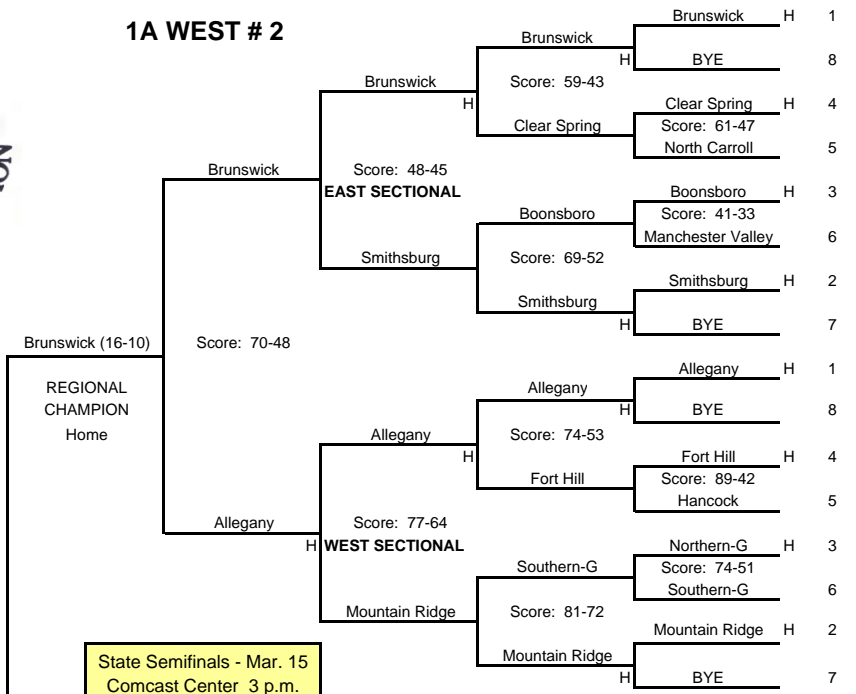 1A WEST # 2
Brunswick H 1
Brunswick
H BYE 8
Brunswick Score: 59-43
H Clear Spring H 4
Clear Spring Score: 61-47
North Carroll 5
Brunswick Score: 48-45
EAST SECTIONAL Boonsboro H 3
Boonsboro Score: 41-33
Manchester Valley 6
Smithsburg Score: 69-52
Smithsburg H 2
Smithsburg
H BYE 7
Brunswick (16-10) Score: 70-48
REGIONAL
CHAMPION
Home
Allegany H 1
Allegany
H BYE 8
Allegany Score: 74-53
H Fort Hill H 4
Fort Hill Score: 89-42
Hancock 5
Allegany Score: 77-64
H WEST SECTIONAL Northern-G H 3
Southern-G Score: 74-51
Southern-G 6
Mountain Ridge Score: 81-72
Mountain Ridge H 2
Mountain Ridge
H BYE 7
State Semifinals - Mar. 15
Comcast Center 3 p.m.